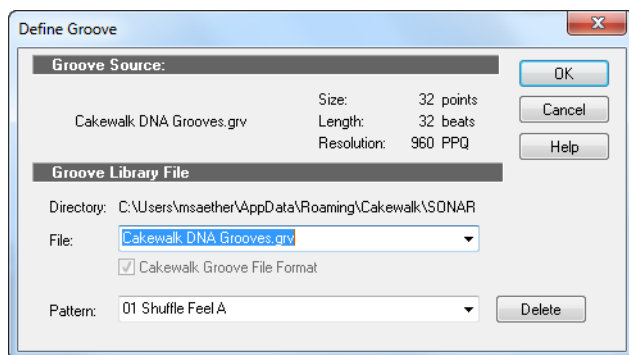 Define Groove
Groove Source:
OK
Cakewalk DNA Grooves.grv
Size: 32 points
Length: 32 beats
Resolution: 960 PPQ
Cancel
Help
Groove Library File
Directory: C:\Users\msaether\AppData\Roaming\Cakewalk\SONAR
File: Cakewalk DNA Grooves.grv
Cakewalk Groove File Format
Pattern: 01 Shuffle Feel A
Delete